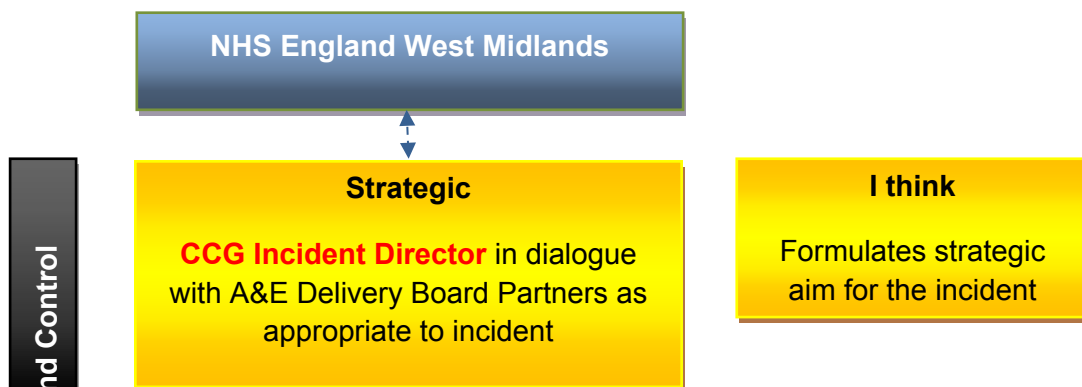 NHS England West Midlands
Strategic
CCG Incident Director in dialogue
with A&E Delivery Board Partners as
appropriate to incident
I think
Formulates strategic
aim for the incident
nd Control